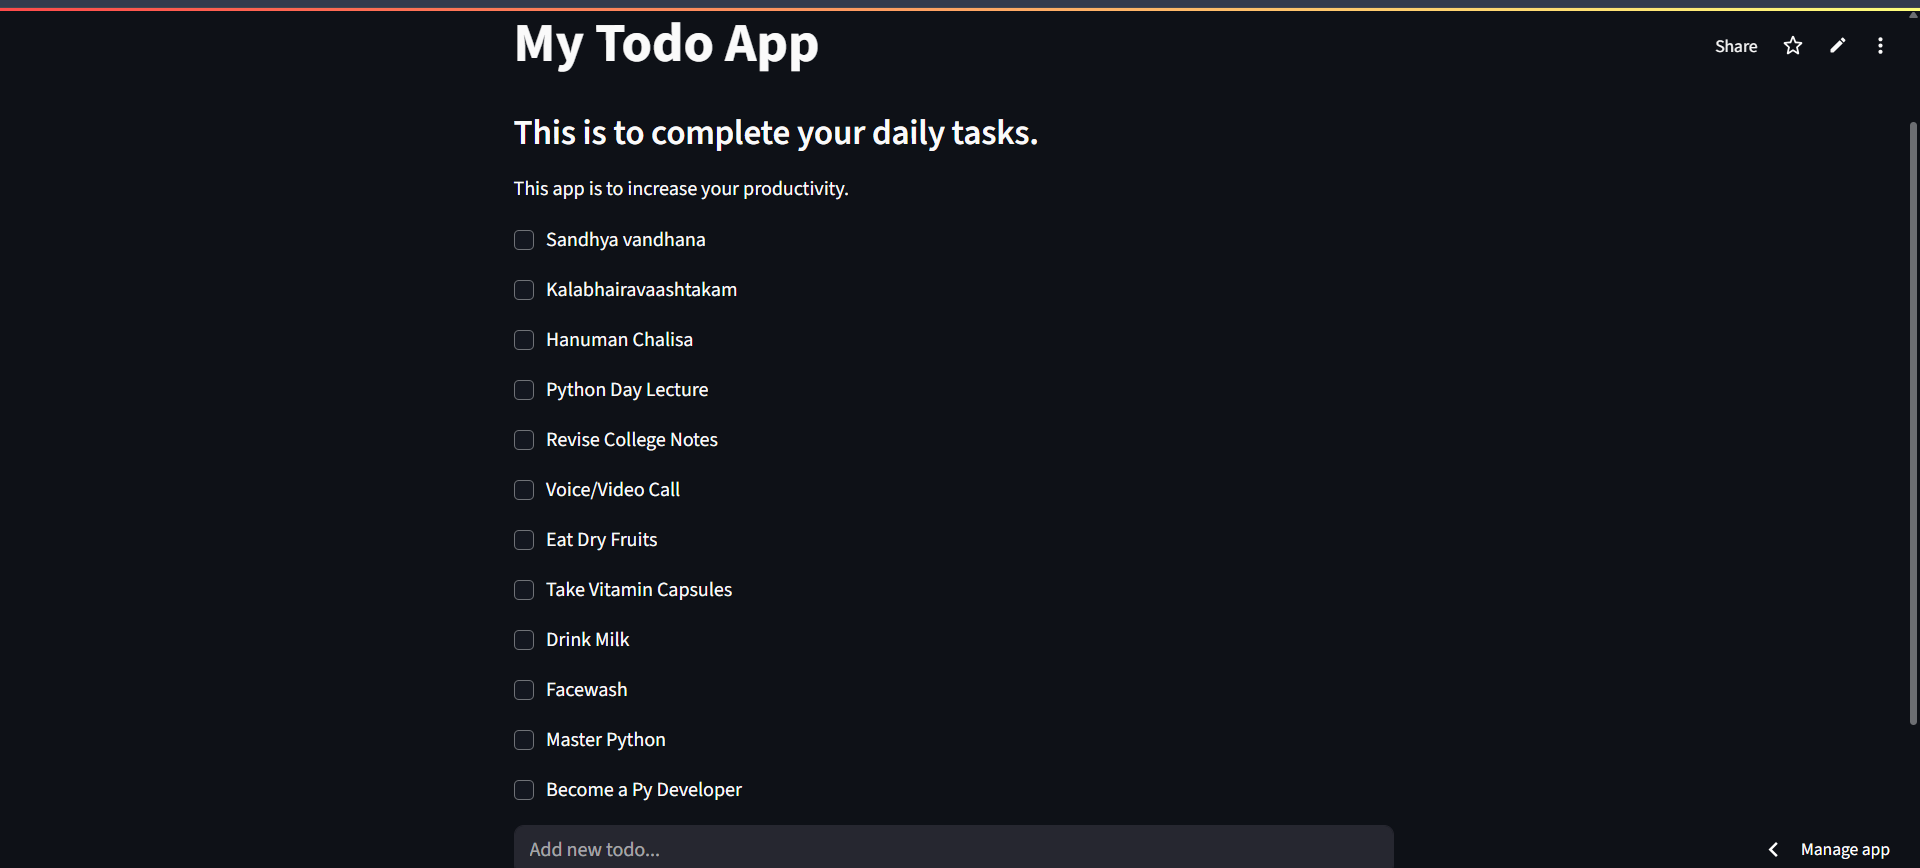 My Todo App
Share
This is to complete your daily tasks.
This app is to increase your productivity.
Sandhya vandhana
Kalabhairavaashtakam
Hanuman Chalisa
Python Day Lecture
Revise College Notes
Voice/Video Call
Eat Dry Fruits
Take Vitamin Capsules
Drink Milk
Facewash
Master Python
Become a Py Developer
Add new todo...
Manage app